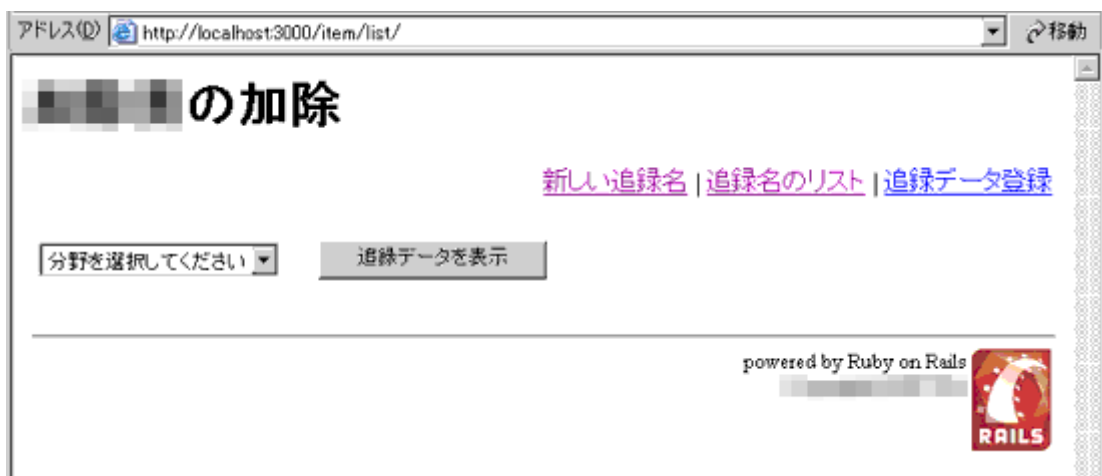 アドレス(D) http://localhost:3000/item/list/ 移動
の加除
新しい追録名 | 追録名のリスト | 追録データ登録
分野を選択してください 追録データを表示
powered by Ruby on Rails
RAILS